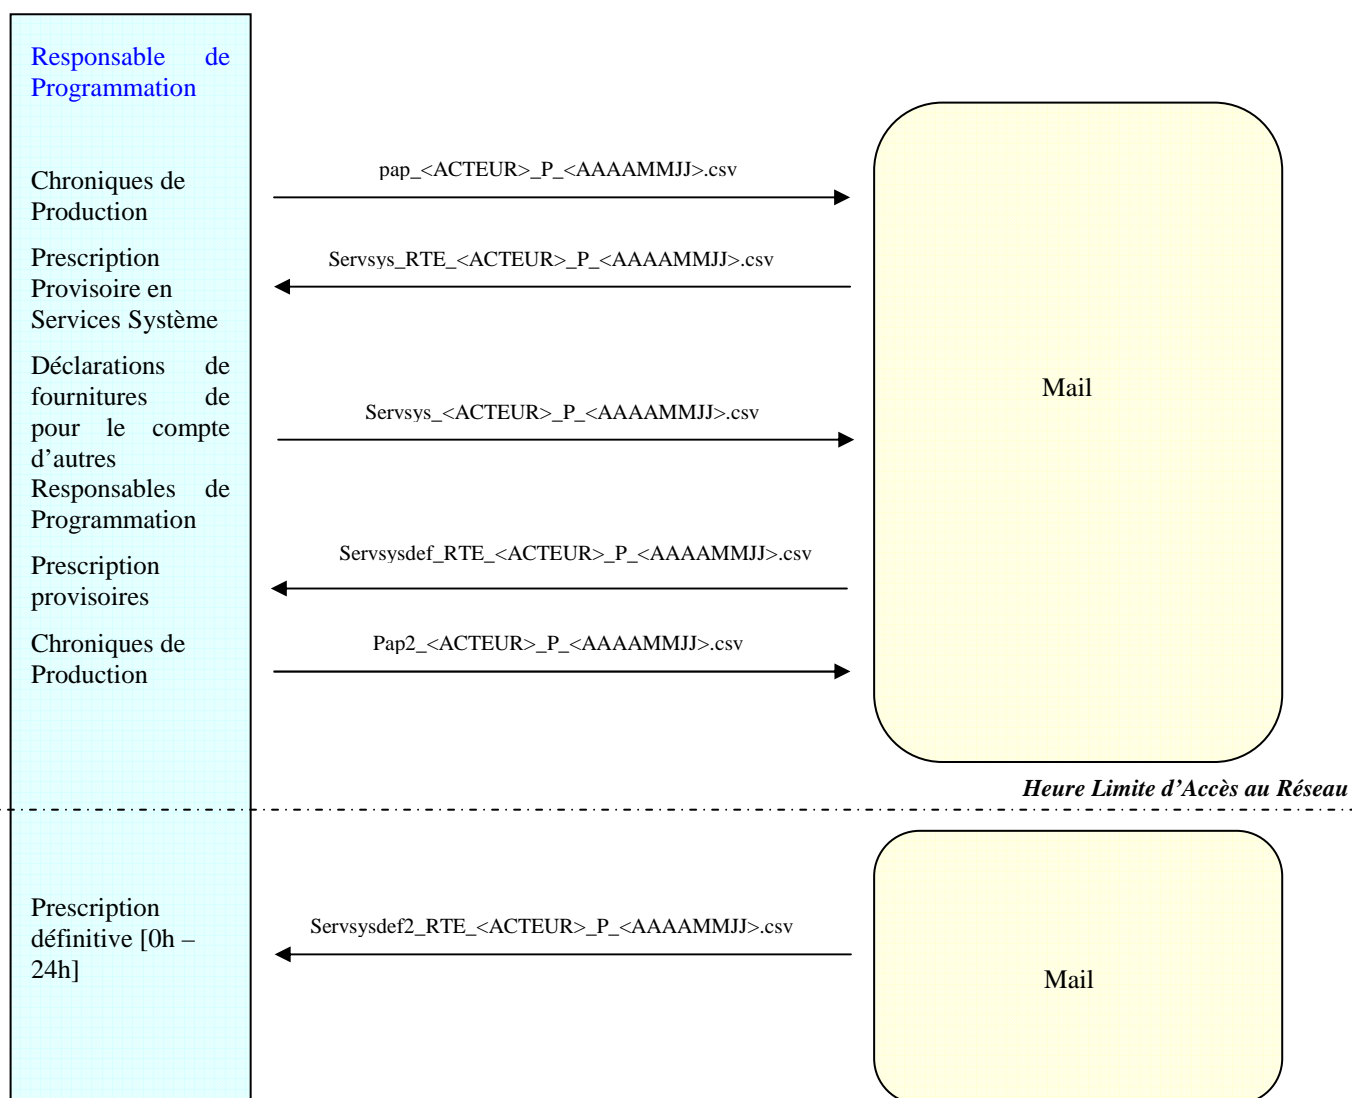 Responsable de
Programmation
Chroniques de
Production
pap_<ACTEUR>_P_<AAAAMMJJ>.csv
Prescription
Provisoire en
Services Système
Servsys_RTE_<ACTEUR>_P_<AAAAMMJJ>.csv
Déclarations de
fournitures de
pour le compte
d’autres
Responsables de
Programmation
Servsys_<ACTEUR>_P_<AAAAMMJJ>.csv
Mail
Prescription
provisoires
Servsysdef_RTE_<ACTEUR>_P_<AAAAMMJJ>.csv
Chroniques de
Production
Pap2_<ACTEUR>_P_<AAAAMMJJ>.csv
Heure Limite d’Accès au Réseau
Prescription
définitive [0h –
24h]
Servsysdef2_RTE_<ACTEUR>_P_<AAAAMMJJ>.csv
Mail